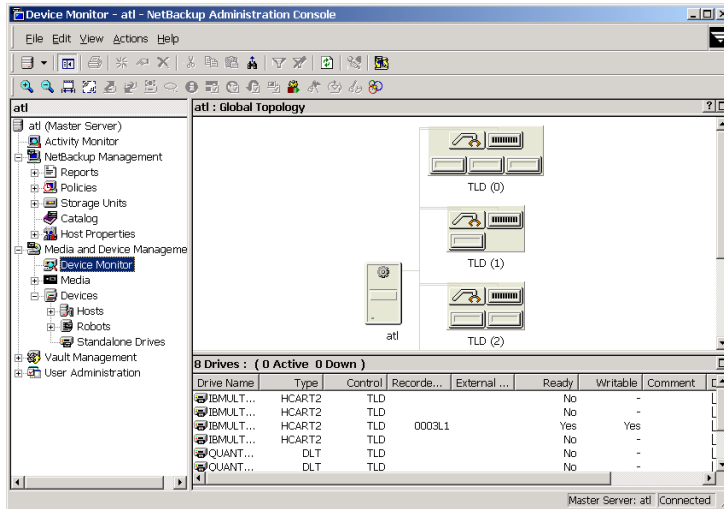 Device Monitor - atl - NetBackup Administration Console
File Edit View Actions Help
atl
atl (Master Server)
Activity Monitor
NetBackup Management
Reports
Policies
Storage Units
Catalog
Host Properties
Media and Device Manageme
Device Monitor
Media
Devices
Hosts
Robots
Standalone Drives
Vault Management
User Administration
atl : Global Topology
TLD (0)
TLD (1)
atl
TLD (2)
8 Drives : ( 0 Active 0 Down )
Drive Name Type Control Recorde... External ... Ready Writable Comment
IBMULT... HCART2 TLD No -
IBMULT... HCART2 TLD No -
IBMULT... HCART2 TLD 0003L1 Yes Yes
IBMULT... HCART2 TLD No -
QUANT... DLT TLD No -
QUANT... DLT TLD No -
Master Server: atl Connected